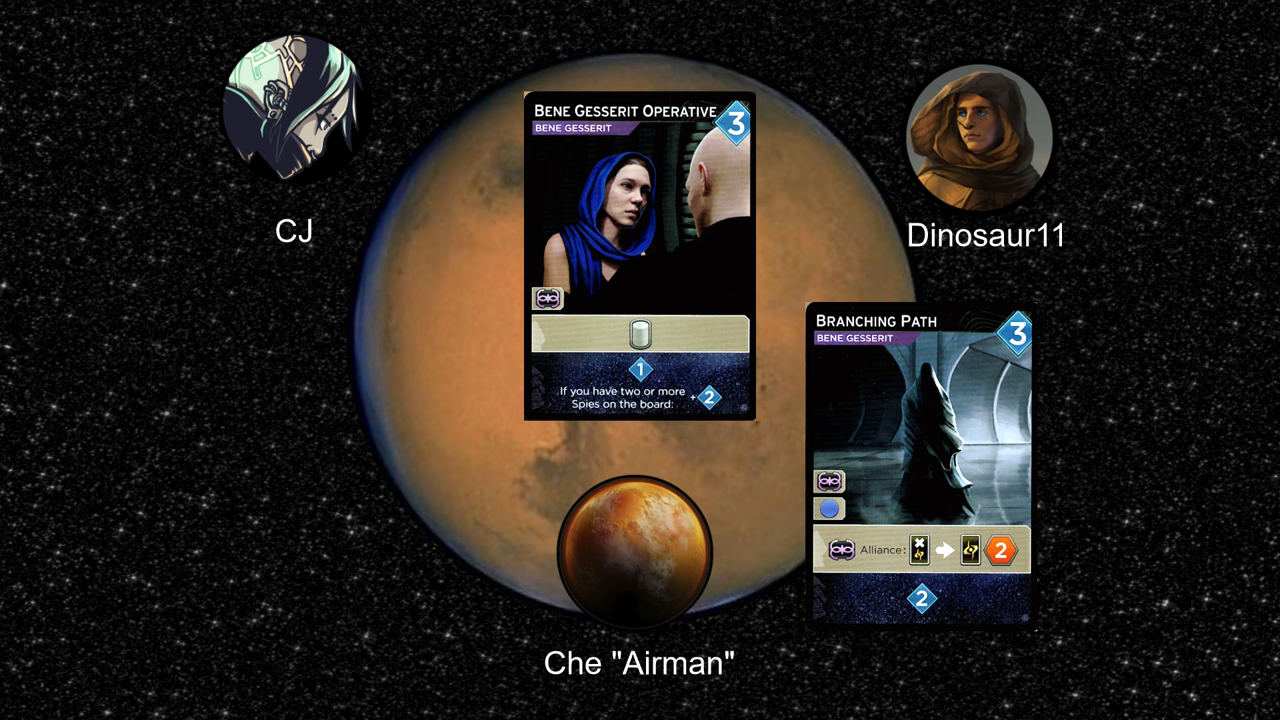 BENE GESSERIT OPERATIVE
3
BENE GESSERIT
1
If you have two or more
Spies on the board: + 2
CJ
Dinosaur11
BRANCHING PATH
3
BENE GESSERIT
Alliance: 2
2
Che "Airman"